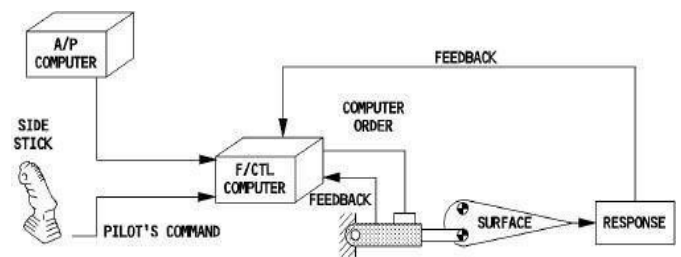 A/P
COMPUTER
FEEDBACK
COMPUTER
ORDER
SIDE
STICK
F/CTL
COMPUTER
FEEDBACK
PILOT'S COMMAND
SURFACE
RESPONSE